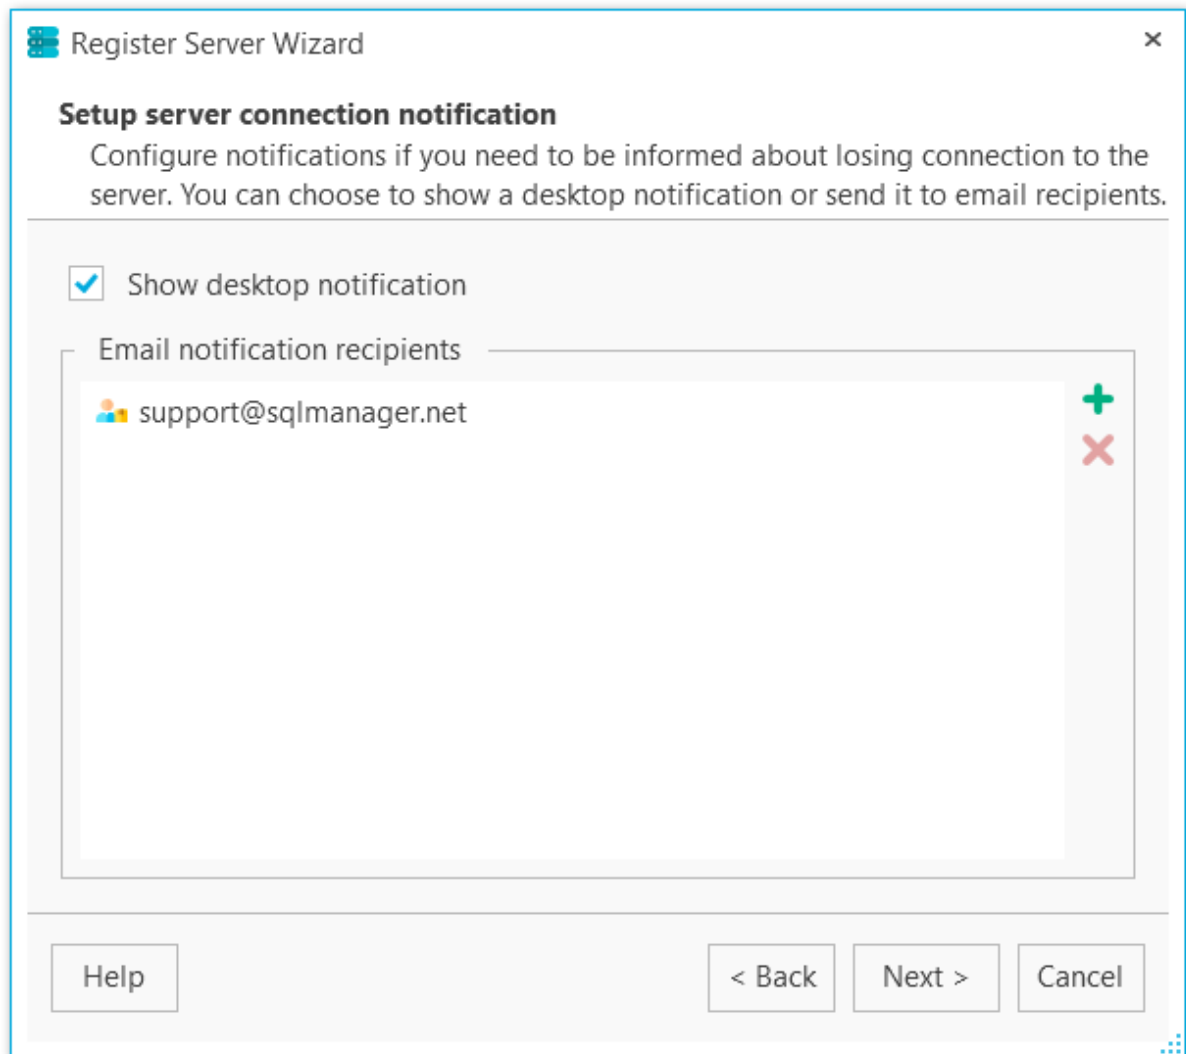 Register Server Wizard
Setup server connection notification
Configure notifications if you need to be informed about losing connection to the
server. You can choose to show a desktop notification or send it to email recipients.
Show desktop notification
Email notification recipients
support@sqlmanager.net
Help
< Back
Next >
Cancel